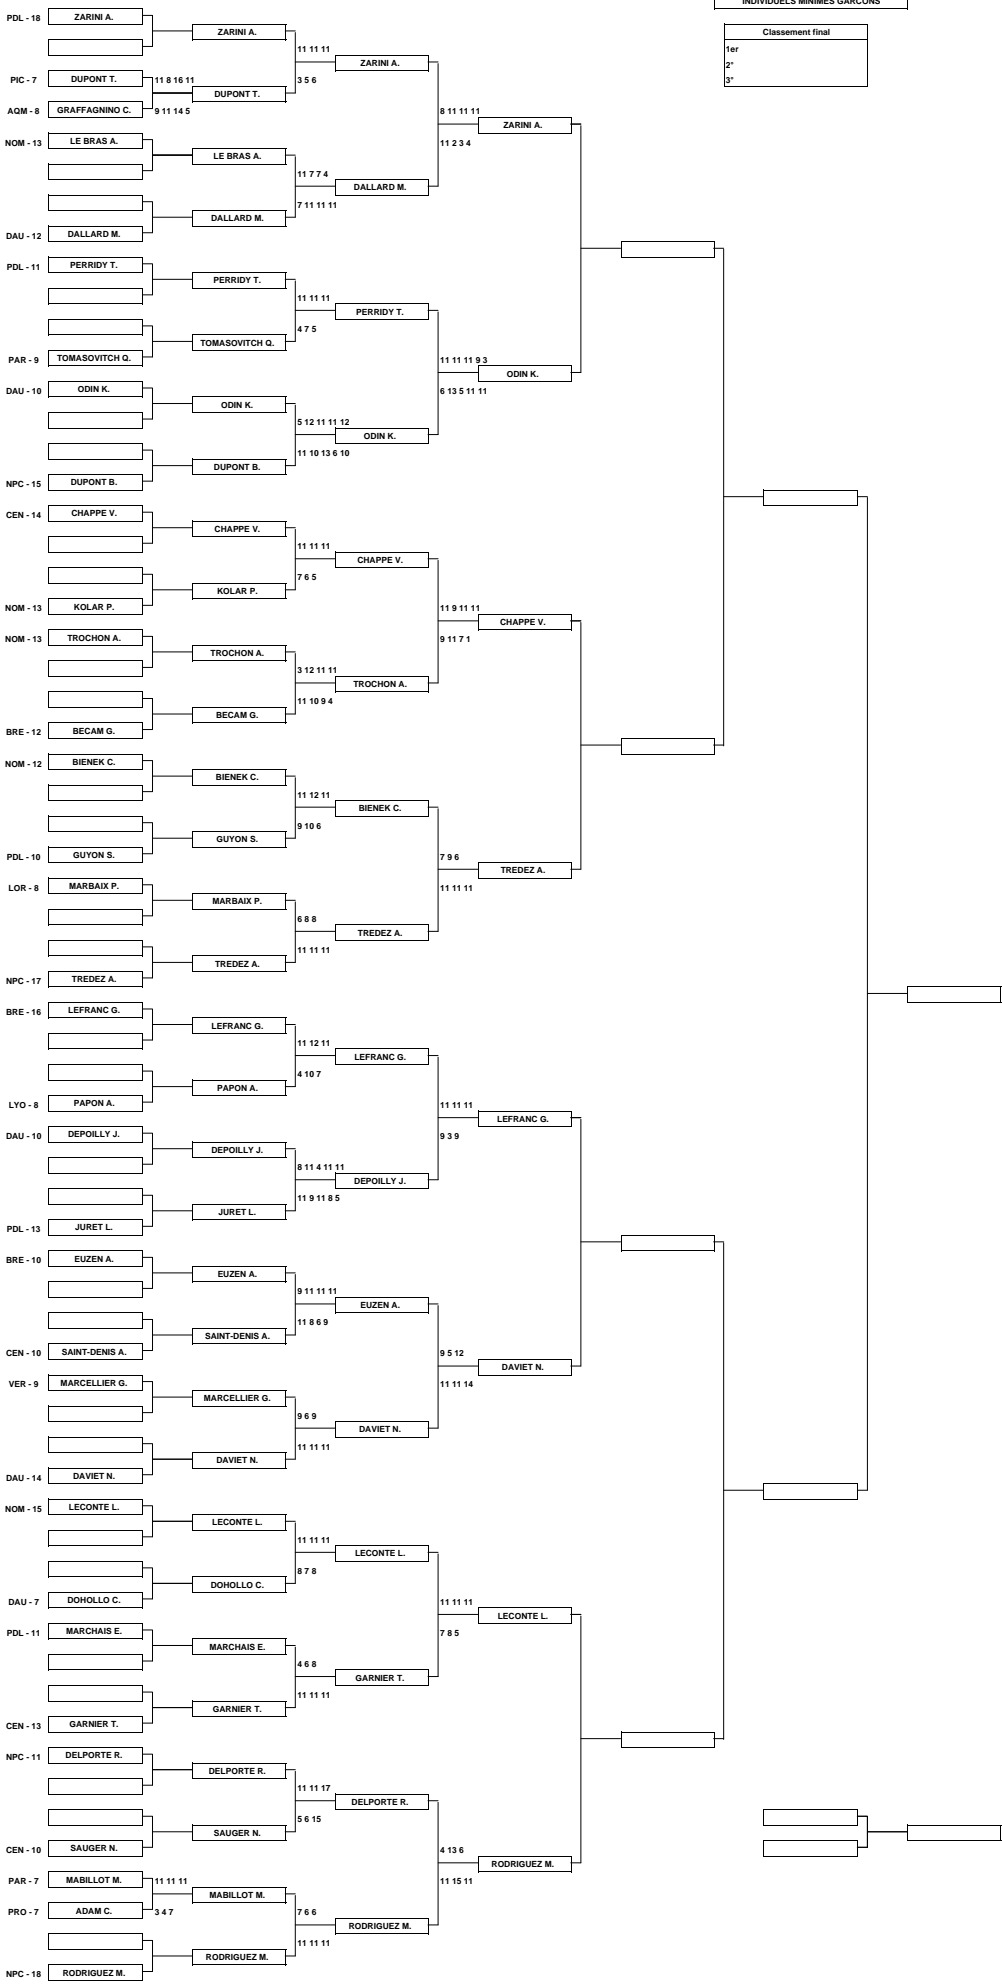 INDIVIDUELS MINIMES GARCONS
Classement final
1er
2°
3°
PDL - 18 ZARINI A.
ZARINI A.
11 11 11
ZARINI A.
3 5 6
PIC - 7 DUPONT T. 11 8 16 11
DUPONT T.
AQM - 8 GRAFFAGNINO C. 9 11 14 5
8 11 11 11
ZARINI A.
11 2 3 4
NOM - 13 LE BRAS A.
LE BRAS A.
11 7 7 4
DALLARD M.
7 11 11 11
DALLARD M.
DAU - 12 DALLARD M.
PDL - 11 PERRIDY T.
PERRIDY T.
11 11 11
PERRIDY T.
4 7 5
TOMASOVITCH Q.
PAR - 9 TOMASOVITCH Q.
11 11 11 9 3
ODIN K.
6 13 5 11 11
DAU - 10 ODIN K.
ODIN K.
5 12 11 11 12
ODIN K.
11 10 13 6 10
DUPONT B.
NPC - 15 DUPONT B.
CEN - 14 CHAPPE V.
CHAPPE V.
11 11 11
CHAPPE V.
7 6 5
KOLAR P.
NOM - 13 KOLAR P.
11 9 11 11
CHAPPE V.
9 11 7 1
NOM - 13 TROCHON A.
TROCHON A.
3 12 11 11
TROCHON A.
11 10 9 4
BECAM G.
BRE - 12 BECAM G.
NOM - 12 BIENEK C.
BIENEK C.
11 12 11
BIENEK C.
9 10 6
GUYON S.
PDL - 10 GUYON S.
7 9 6
TREDEZ A.
11 11 11
LOR - 8 MARBAIX P.
MARBAIX P.
6 8 8
TREDEZ A.
11 11 11
TREDEZ A.
NPC - 17 TREDEZ A.
BRE - 16 LEFRANC G.
LEFRANC G.
11 12 11
LEFRANC G.
4 10 7
PAPON A.
LYO - 8 PAPON A.
11 11 11
LEFRANC G.
9 3 9
DAU - 10 DEPOILLY J.
DEPOILLY J.
8 11 4 11 11
DEPOILLY J.
11 9 11 8 5
JURET L.
PDL - 13 JURET L.
BRE - 10 EUZEN A.
EUZEN A.
9 11 11 11
EUZEN A.
11 8 6 9
SAINT-DENIS A.
CEN - 10 SAINT-DENIS A.
9 5 12
DAVIET N.
11 11 14
VER - 9 MARCELLIER G.
MARCELLIER G.
9 6 9
DAVIET N.
11 11 11
DAVIET N.
DAU - 14 DAVIET N.
NOM - 15 LECONTE L.
LECONTE L.
11 11 11
LECONTE L.
8 7 8
DOHOLLO C.
DAU - 7 DOHOLLO C.
11 11 11
LECONTE L.
7 8 5
PDL - 11 MARCHAIS E.
MARCHAIS E.
4 6 8
GARNIER T.
11 11 11
GARNIER T.
CEN - 13 GARNIER T.
NPC - 11 DELPORTE R.
DELPORTE R.
11 11 17
DELPORTE R.
5 6 15
SAUGER N.
CEN - 10 SAUGER N.
4 13 6
RODRIGUEZ M.
11 15 11
PAR - 7 MABILLOT M. 11 11 11
MABILLOT M.
PRO - 7 ADAM C. 3 4 7
7 6 6
RODRIGUEZ M.
11 11 11
RODRIGUEZ M.
NPC - 18 RODRIGUEZ M.